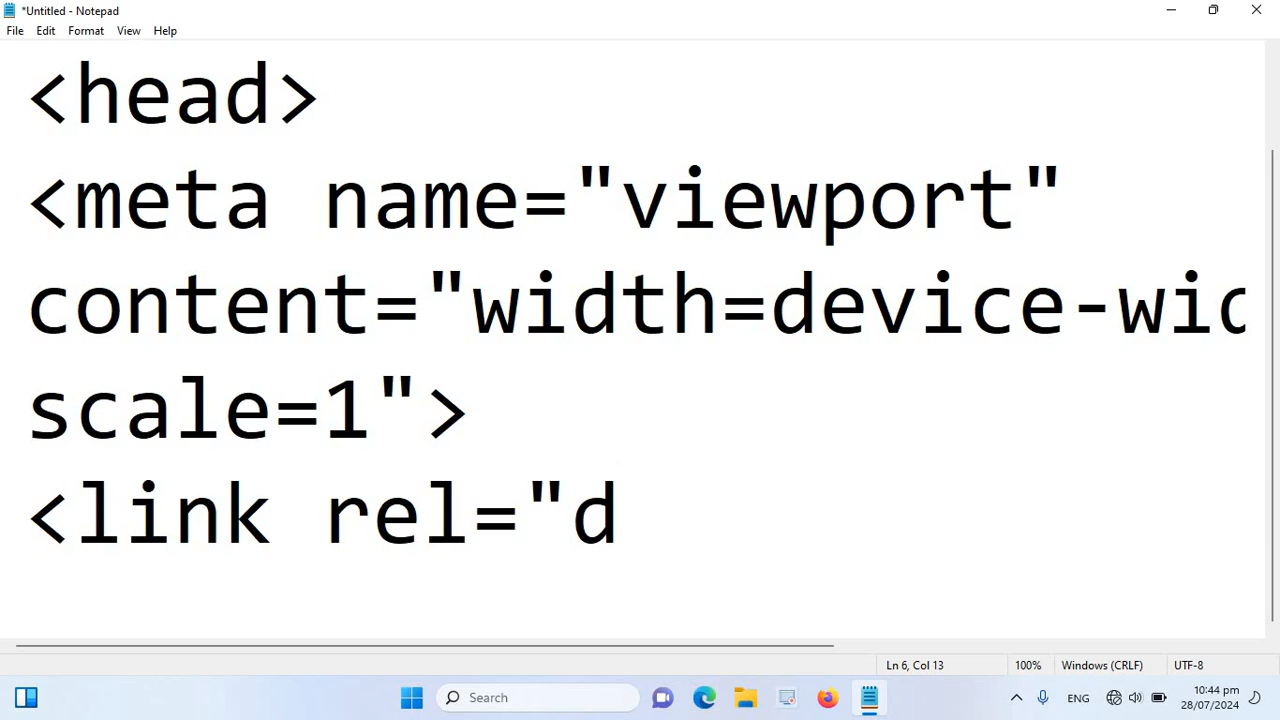 *Untitled - Notepad
File Edit Format View Help
<head>
<meta name="viewport"
content="width=device-wid
scale=1">
<link rel="d
Ln 6, Col 13 100% Windows (CRLF) UTF-8
Search
ENG
10:44 pm
28/07/2024